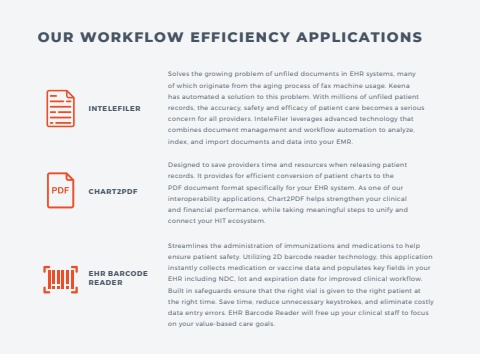 OUR WORKFLOW EFFICIENCY APPLICATIONS
INTELEFILER
Solves the growing problem of unfiled documents in EHR systems, many
of which originate from the aging process of fax machine usage. Keena
has automated a solution to this problem. With millions of unfiled patient
records, the accuracy, safety and efficacy of patient care becomes a serious
concern for all providers. InteleFiler leverages advanced technology that
combines document management and workflow automation to analyze,
index, and import documents and data into your EMR.
PDF
CHART2PDF
Designed to save providers time and resources when releasing patient
records. It provides for efficient conversion of patient charts to the
PDF document format specifically for your EHR system. As one of our
interoperability applications, Chart2PDF helps strengthen your clinical
and financial performance, while taking meaningful steps to unify and
connect your HIT ecosystem.
EHR BARCODE
READER
Streamlines the administration of immunizations and medications to help
ensure patient safety. Utilizing 2D barcode reader technology, this application
instantly collects medication or vaccine data and populates key fields in your
EHR including NDC, lot and expiration date for improved clinical workflow.
Built in safeguards ensure that the right vial is given to the right patient at
the right time. Save time, reduce unnecessary keystrokes, and eliminate costly
data entry errors. EHR Barcode Reader will free up your clinical staff to focus
on your value-based care goals.